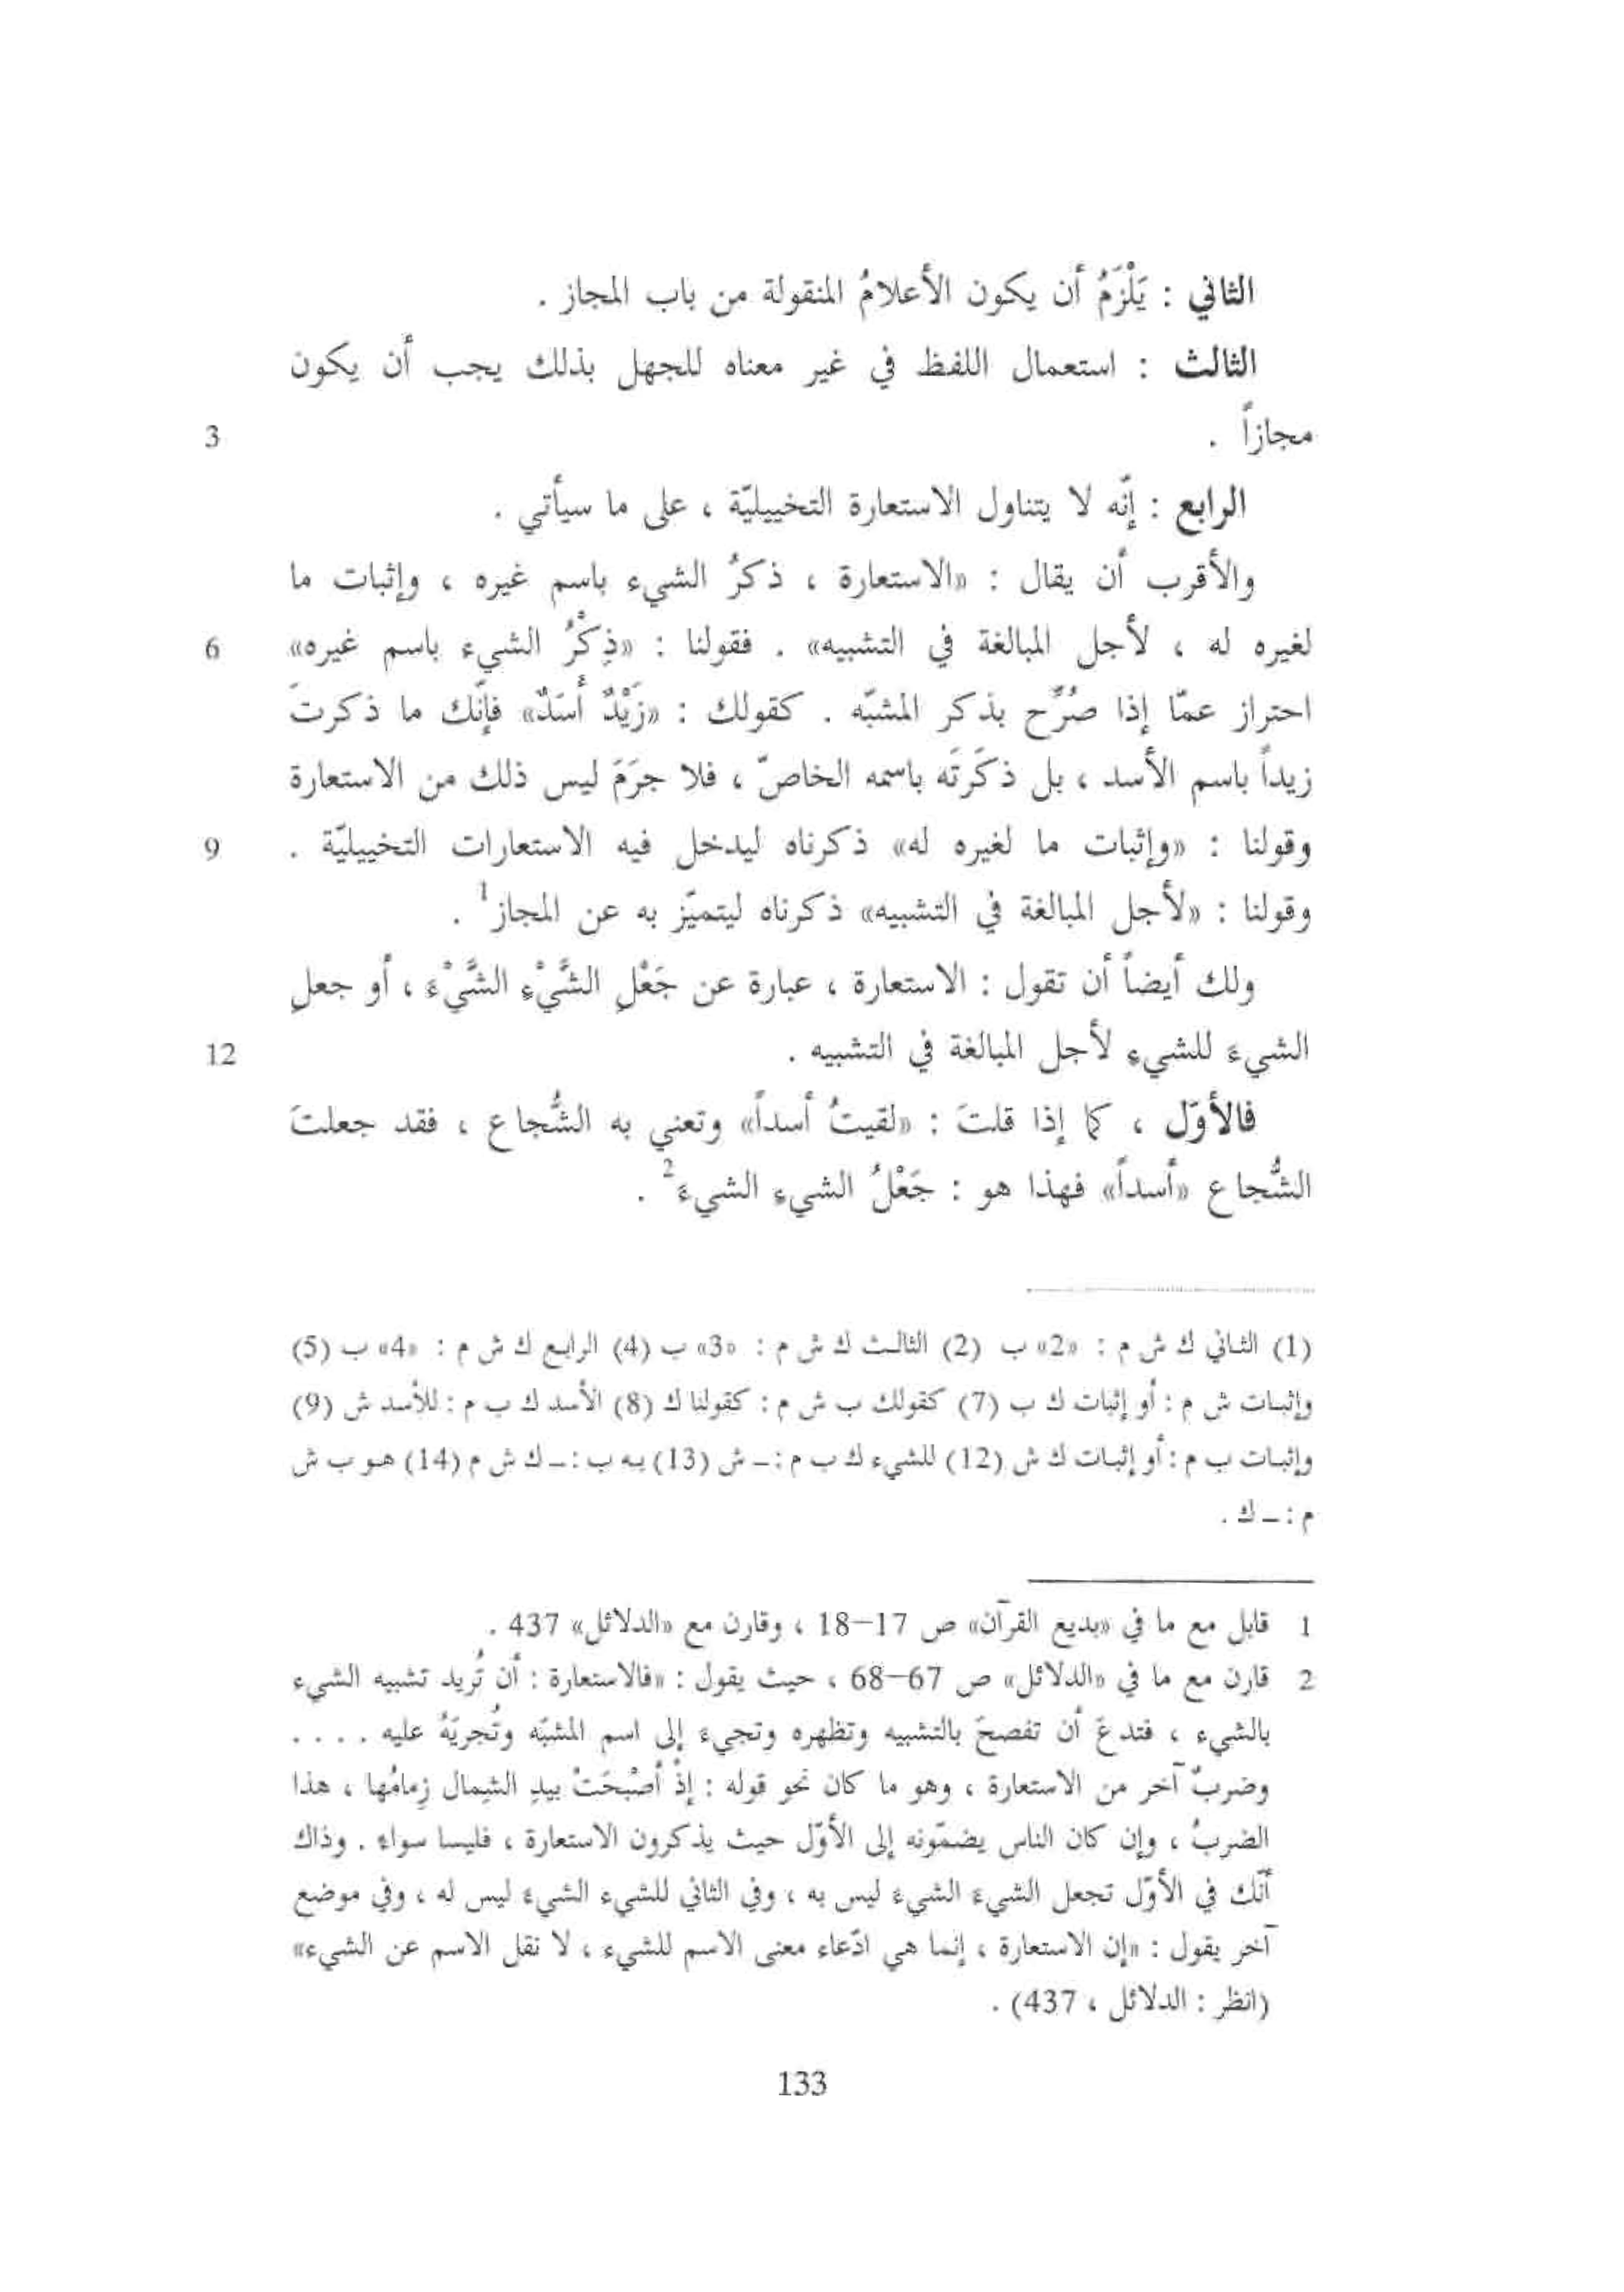 الثاني : يَلْزَمُ أن يكون الأعلامُ المنقولة من باب المجاز .
الثالث : استعمال اللفظ في غير معناه للجهل بذلك يجب أن يكون
مجازاً . 3
الرابع : إنّه لا يتناول الاستعارة التخييليّة ، على ما سيأتي .
والأقرب أن يقال : «الاستعارة ، ذكرُ الشيء باسم غيره ، وإثبات ما
لغيره له ، لأجل المبالغة في التشبيه» . فقولنا : «ذِكْرُ الشيء باسم غيره» 6
احتراز عمّا إذا صُرِّح بذكر المشبّه . كقولك : «زَيْدٌ أَسَدٌ» فإنّك ما ذكرتَ
زيداً باسم الأسد ، بل ذكَرتَه باسمه الخاصّ ، فلا جرَمَ ليس ذلك من الاستعارة
وقولنا : «وإثبات ما لغيره له» ذكرناه ليدخل فيه الاستعارات التخييليّة . 9
وقولنا : «لأجل المبالغة في التشبيه» ذكرناه ليتميّز به عن المجاز1 .
ولك أيضاً أن تقول : الاستعارة ، عبارة عن جَعْلِ الشَّيْءِ الشَّيْءَ ، أو جعلِ
الشيءَ للشيءِ لأجل المبالغة في التشبيه . 12
فالأوّل ، كما إذا قلتَ : «لقيتُ أسداً» وتعني به الشُّجاع ، فقد جعلتَ
الشُّجاع «أسداً» فهذا هو : جَعْلُ الشيءِ الشيءَ2 .
(1) الثاني ك ش م : «2» ب (2) الثالث ك ش م : «3» ب (4) الرابع ك ش م : «4» ب (5)
وإثبات ش م : أو إثبات ك ب (7) كقولك ب ش م : كقولنا ك (8) الأسد ك ب م : للأسد ش (9)
وإثبات ب م : أو إثبات ك ش (12) للشيء ك ب م : ـ ش (13) به ب : ـ ك ش م (14) هو ب ش
م : ـ ك .
1 قابل مع ما في «بديع القرآن» ص 17–18 ، وقارن مع «الدلائل» 437 .
2 قارن مع ما في «الدلائل» ص 67–68 ، حيث يقول : «فالاستعارة : أن تُريد تشبيه الشيء
بالشيء ، فتدعَ أن تفصحَ بالتشبيه وتظهره وتجيءَ إلى اسم المشبّه وتُجريَهُ عليه . . . .
وضربٌ آخر من الاستعارة ، وهو ما كان نحو قوله : إذْ أصْبحَتْ بيدِ الشِمال زِمامُها ، هذا
الضربُ ، وإن كان الناس يضمّونه إلى الأوّل حيث يذكرون الاستعارة ، فليسا سواء . وذاك
أنّك في الأوّل تجعل الشيءَ الشيءَ ليس به ، وفي الثاني للشيء الشيءَ ليس له ، وفي موضع
آخر يقول : «إن الاستعارة ، إنما هي ادّعاء معنى الاسم للشيء ، لا نقل الاسم عن الشيء»
(انظر : الدلائل ، 437) .
133